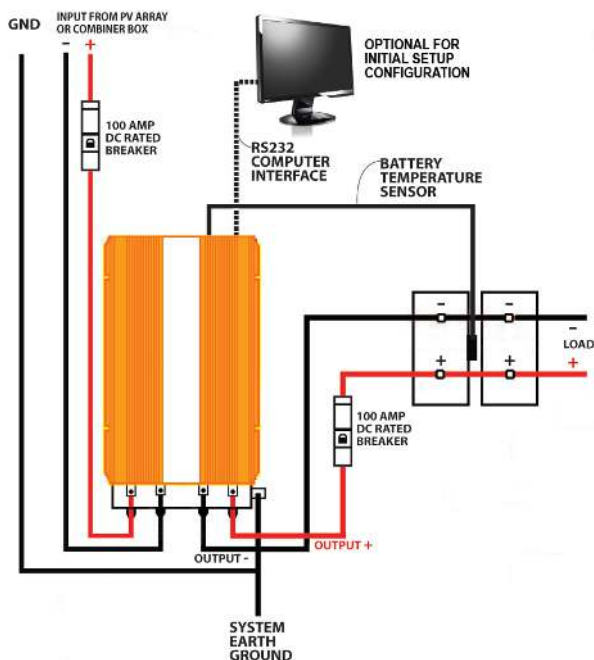 GND
INPUT FROM PV ARRAY
OR COMBINER BOX
- +
100 AMP
DC RATED
BREAKER
OPTIONAL FOR
INITIAL SETUP
CONFIGURATION
RS232
COMPUTER
INTERFACE
BATTERY
TEMPERATURE
SENSOR
- -
-
LOAD
+ +
+
100 AMP
DC RATED
BREAKER
OUTPUT -
OUTPUT +
SYSTEM
EARTH
GROUND